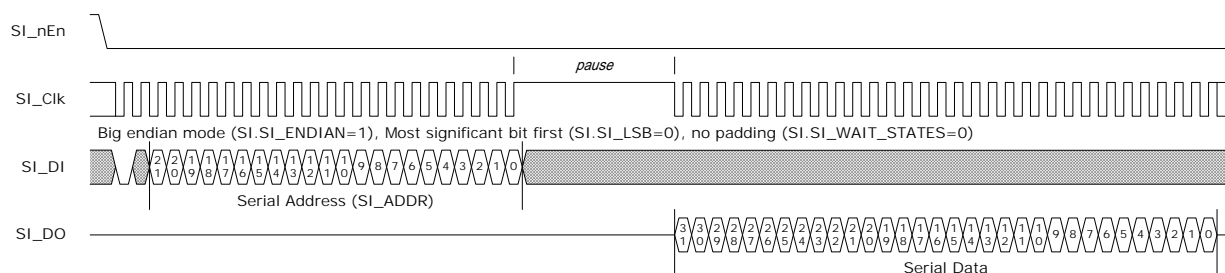 SI_nEn
pause
SI_Clk
Big endian mode (SI.SI_ENDIAN=1), Most significant bit first (SI.SI_LSB=0), no padding (SI.SI_WAIT_STATES=0)
SI_DI 21 20 19 18 17 16 15 14 13 12 11 10 9 8 7 6 5 4 3 2 1 0
Serial Address (SI_ADDR)
SI_DO 31 30 29 28 27 26 25 24 23 22 21 20 19 18 17 16 15 14 13 12 11 10 9 8 7 6 5 4 3 2 1 0
Serial Data